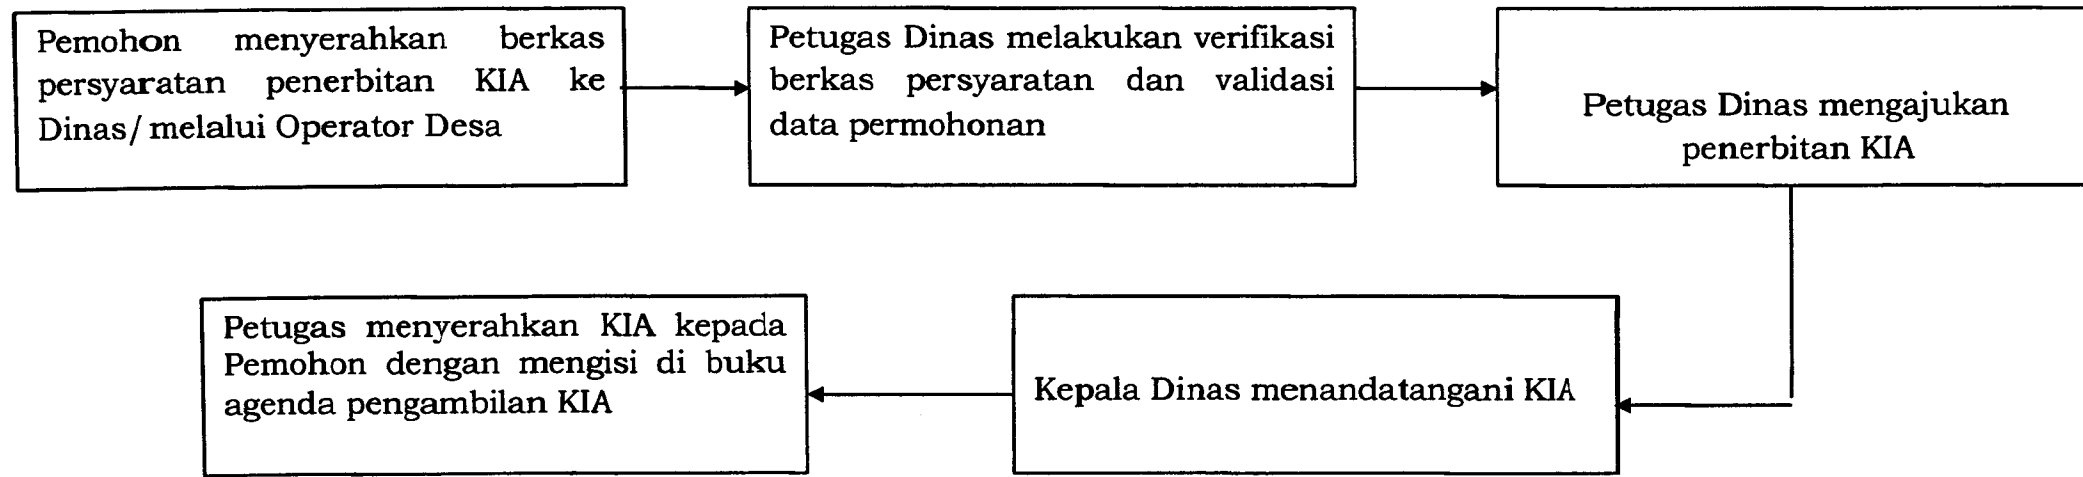 Pemohon menyerahkan berkas
persyaratan penerbitan KIA ke
Dinas/melalui Operator Desa
Petugas Dinas melakukan verifikasi
berkas persyaratan dan validasi
data permohonan
Petugas Dinas mengajukan
penerbitan KIA
Kepala Dinas menandatangani KIA
Petugas menyerahkan KIA kepada
Pemohon dengan mengisi di buku
agenda pengambilan KIA